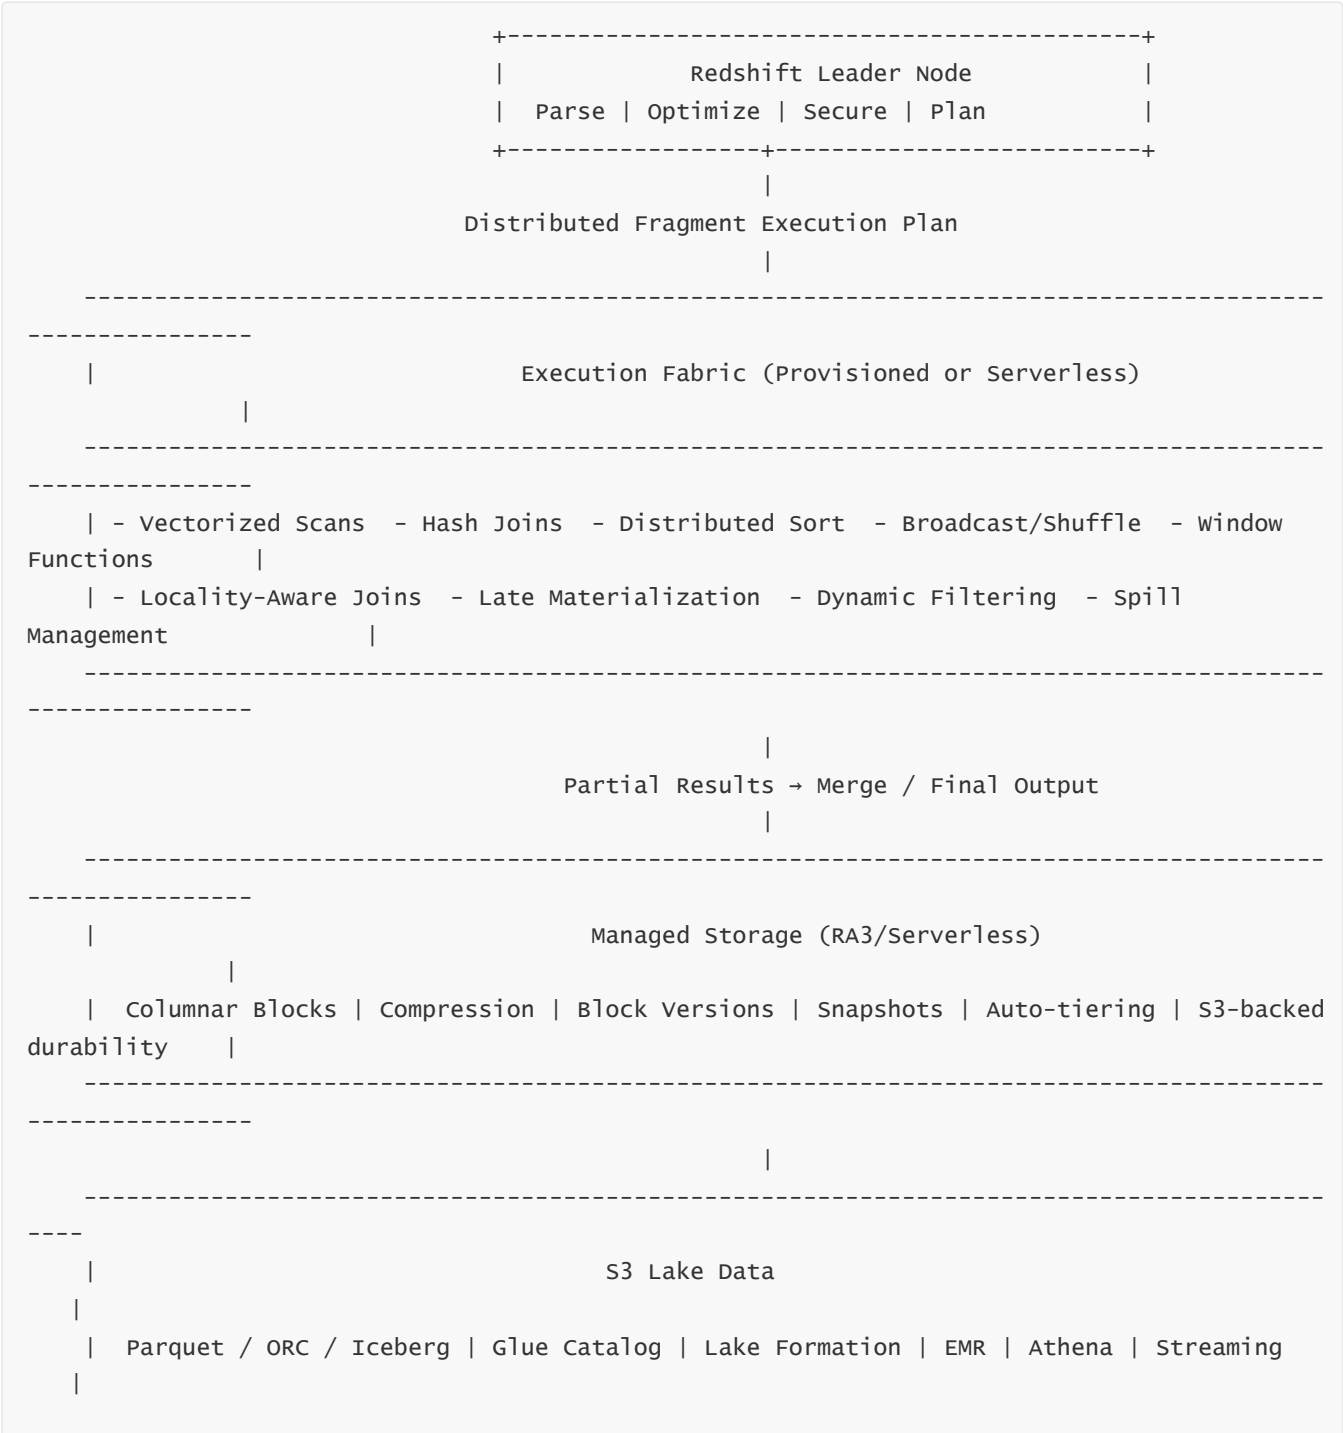 +---------------------------------------------+
|             Redshift Leader Node            |
|  Parse | Optimize | Secure | Plan           |
+------------------+--------------------------+
|
Distributed Fragment Execution Plan
|
----------------------------------------------------------------------------------------
----------------
|                              Execution Fabric (Provisioned or Serverless)
|
----------------------------------------------------------------------------------------
----------------
| - Vectorized Scans  - Hash Joins  - Distributed Sort  - Broadcast/Shuffle  - Window
Functions       |
| - Locality-Aware Joins  - Late Materialization  - Dynamic Filtering  - Spill
Management              |
----------------------------------------------------------------------------------------
----------------
|
Partial Results → Merge / Final Output
|
----------------------------------------------------------------------------------------
----------------
|                                   Managed Storage (RA3/Serverless)
|
|  Columnar Blocks | Compression | Block Versions | Snapshots | Auto-tiering | S3-backed
durability    |
----------------------------------------------------------------------------------------
----------------
|
----------------------------------------------------------------------------------------
----
|                                    S3 Lake Data
|
|  Parquet / ORC / Iceberg | Glue Catalog | Lake Formation | EMR | Athena | Streaming
|